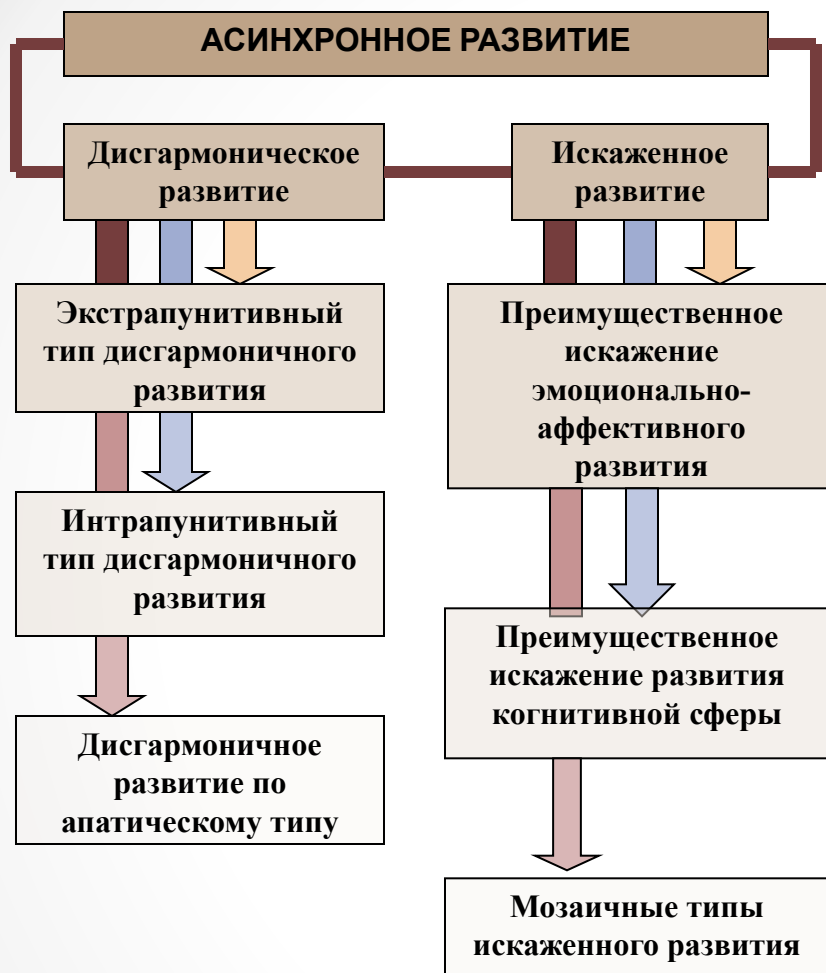 АСИНХРОННОЕ РАЗВИТИЕ
Дисгармоническое
развитие
Искаженное
развитие
Экстрапунитивный
тип дисгармоничного
развития
Преимущественное
искажение
эмоционально-
аффективного
развития
Интрапунитивный
тип дисгармоничного
развития
Преимущественное
искажение развития
когнитивной сферы
Дисгармоничное
развитие по
апатическому типу
Мозаичные типы
искаженного развития